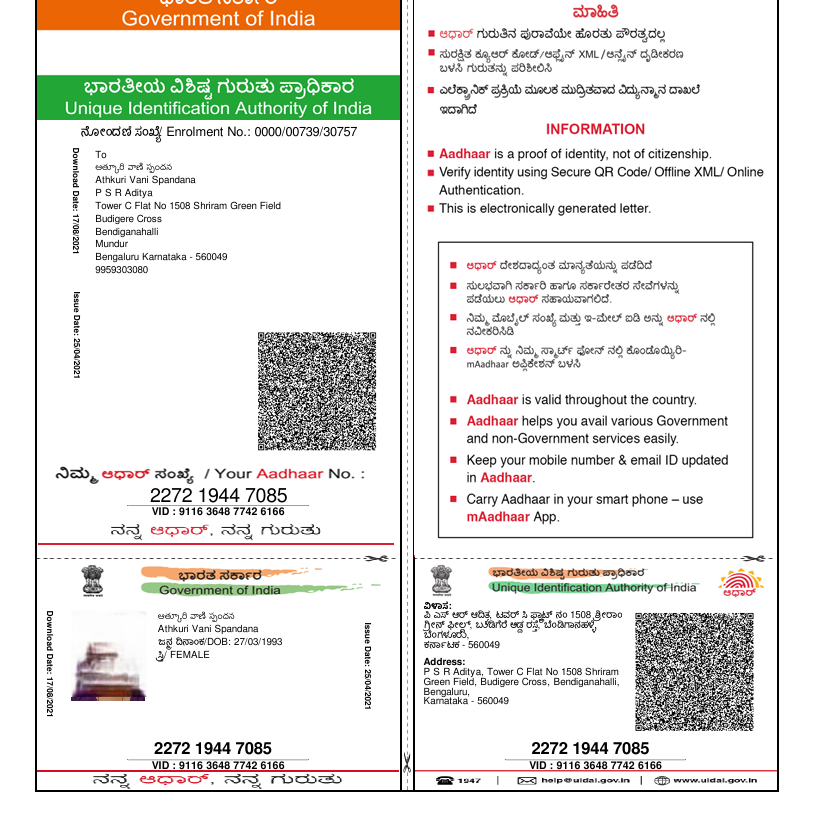 ಭಾರತ ಸರ್ಕಾರ
Government of India
ಭಾರತೀಯ ವಿಶಿಷ್ಟ ಗುರುತು ಪ್ರಾಧಿಕಾರ
Unique Identification Authority of India
ನೋಂದಣಿ ಸಂಖ್ಯೆ/ Enrolment No.: 0000/00739/30757
Download Date: 17/08/2021
Issue Date: 25/04/2021
To
ఆత్కూరి వాణి స్పందన
Athkuri Vani Spandana
P S R Aditya
Tower C Flat No 1508 Shriram Green Field
Budigere Cross
Bendiganahalli
Mundur
Bengaluru Karnataka - 560049
9959303080
ನಿಮ್ಮ ಆಧಾರ್ ಸಂಖ್ಯೆ / Your Aadhaar No. :
2272 1944 7085
VID : 9116 3648 7742 6166
ನನ್ನ ಆಧಾರ್, ನನ್ನ ಗುರುತು
ಮಾಹಿತಿ
ಆಧಾರ್ ಗುರುತಿನ ಪುರಾವೆಯೇ ಹೊರತು ಪೌರತ್ವದಲ್ಲ
ಸುರಕ್ಷಿತ ಕ್ಯೂಆರ್ ಕೋಡ್/ಆಫ್ಲೈನ್ XML /ಆನ್ಲೈನ್ ದೃಢೀಕರಣ
ಬಳಸಿ ಗುರುತನ್ನು ಪರಿಶೀಲಿಸಿ
ಎಲೆಕ್ಟ್ರಾನಿಕ್ ಪ್ರಕ್ರಿಯೆ ಮೂಲಕ ಮುದ್ರಿತವಾದ ವಿದ್ಯುನ್ಮಾನ ದಾಖಲೆ
ಇದಾಗಿದೆ
INFORMATION
Aadhaar is a proof of identity, not of citizenship.
Verify identity using Secure QR Code/ Offline XML/ Online
Authentication.
This is electronically generated letter.
ಆಧಾರ್ ದೇಶದಾದ್ಯಂತ ಮಾನ್ಯತೆಯನ್ನು ಪಡೆದಿದೆ
ಸುಲಭವಾಗಿ ಸರ್ಕಾರಿ ಹಾಗೂ ಸರ್ಕಾರೇತರ ಸೇವೆಗಳನ್ನು
ಪಡೆಯಲು ಆಧಾರ್ ಸಹಾಯವಾಗಲಿದೆ.
ನಿಮ್ಮ ಮೊಬೈಲ್ ಸಂಖ್ಯೆ ಮತ್ತು ಇ-ಮೇಲ್ ಐಡಿ ಅನ್ನು ಆಧಾರ್ ನಲ್ಲಿ
ನವೀಕರಿಸಿಡಿ
ಆಧಾರ್ ನ್ನು ನಿಮ್ಮ ಸ್ಮಾರ್ಟ್ ಫೋನ್ ನಲ್ಲಿ ಕೊಂಡೊಯ್ಯಿರಿ-
mAadhaar ಅಪ್ಲಿಕೇಶನ್ ಬಳಸಿ
Aadhaar is valid throughout the country.
Aadhaar helps you avail various Government
and non-Government services easily.
Keep your mobile number & email ID updated
in Aadhaar.
Carry Aadhaar in your smart phone – use
mAadhaar App.
ಭಾರತ ಸರ್ಕಾರ
Government of India
Download Date: 17/08/2021
ఆత్కూరి వాణి స్పందన
Athkuri Vani Spandana
ಜನ್ಮ ದಿನಾಂಕ/DOB: 27/03/1993
ಸ್ತ್ರೀ/ FEMALE
Issue Date: 25/04/2021
2272 1944 7085
VID : 9116 3648 7742 6166
ನನ್ನ ಆಧಾರ್, ನನ್ನ ಗುರುತು
ಭಾರತೀಯ ವಿಶಿಷ್ಟ ಗುರುತು ಪ್ರಾಧಿಕಾರ
Unique Identification Authority of India
ಆಧಾರ್
ವಿಳಾಸ:
ಪಿ ಎಸ್ ಆರ್ ಆದಿತ್ಯ, ಟವರ್ ಸಿ ಫ್ಲಾಟ್ ನಂ 1508, ಶ್ರೀರಾಂ
ಗ್ರೀನ್ ಫೀಲ್ಡ್, ಬೂದಿಗೆರೆ ಅಡ್ಡ ರಸ್ತೆ, ಬೆಂಡಿಗಾನಹಳ್ಳಿ,
ಬೆಂಗಳೂರು,
ಕರ್ನಾಟಕ - 560049
Address:
P S R Aditya, Tower C Flat No 1508 Shriram
Green Field, Budigere Cross, Bendiganahalli,
Bengaluru,
Karnataka - 560049
2272 1944 7085
VID : 9116 3648 7742 6166
1947 | help@uidai.gov.in | www.uidai.gov.in